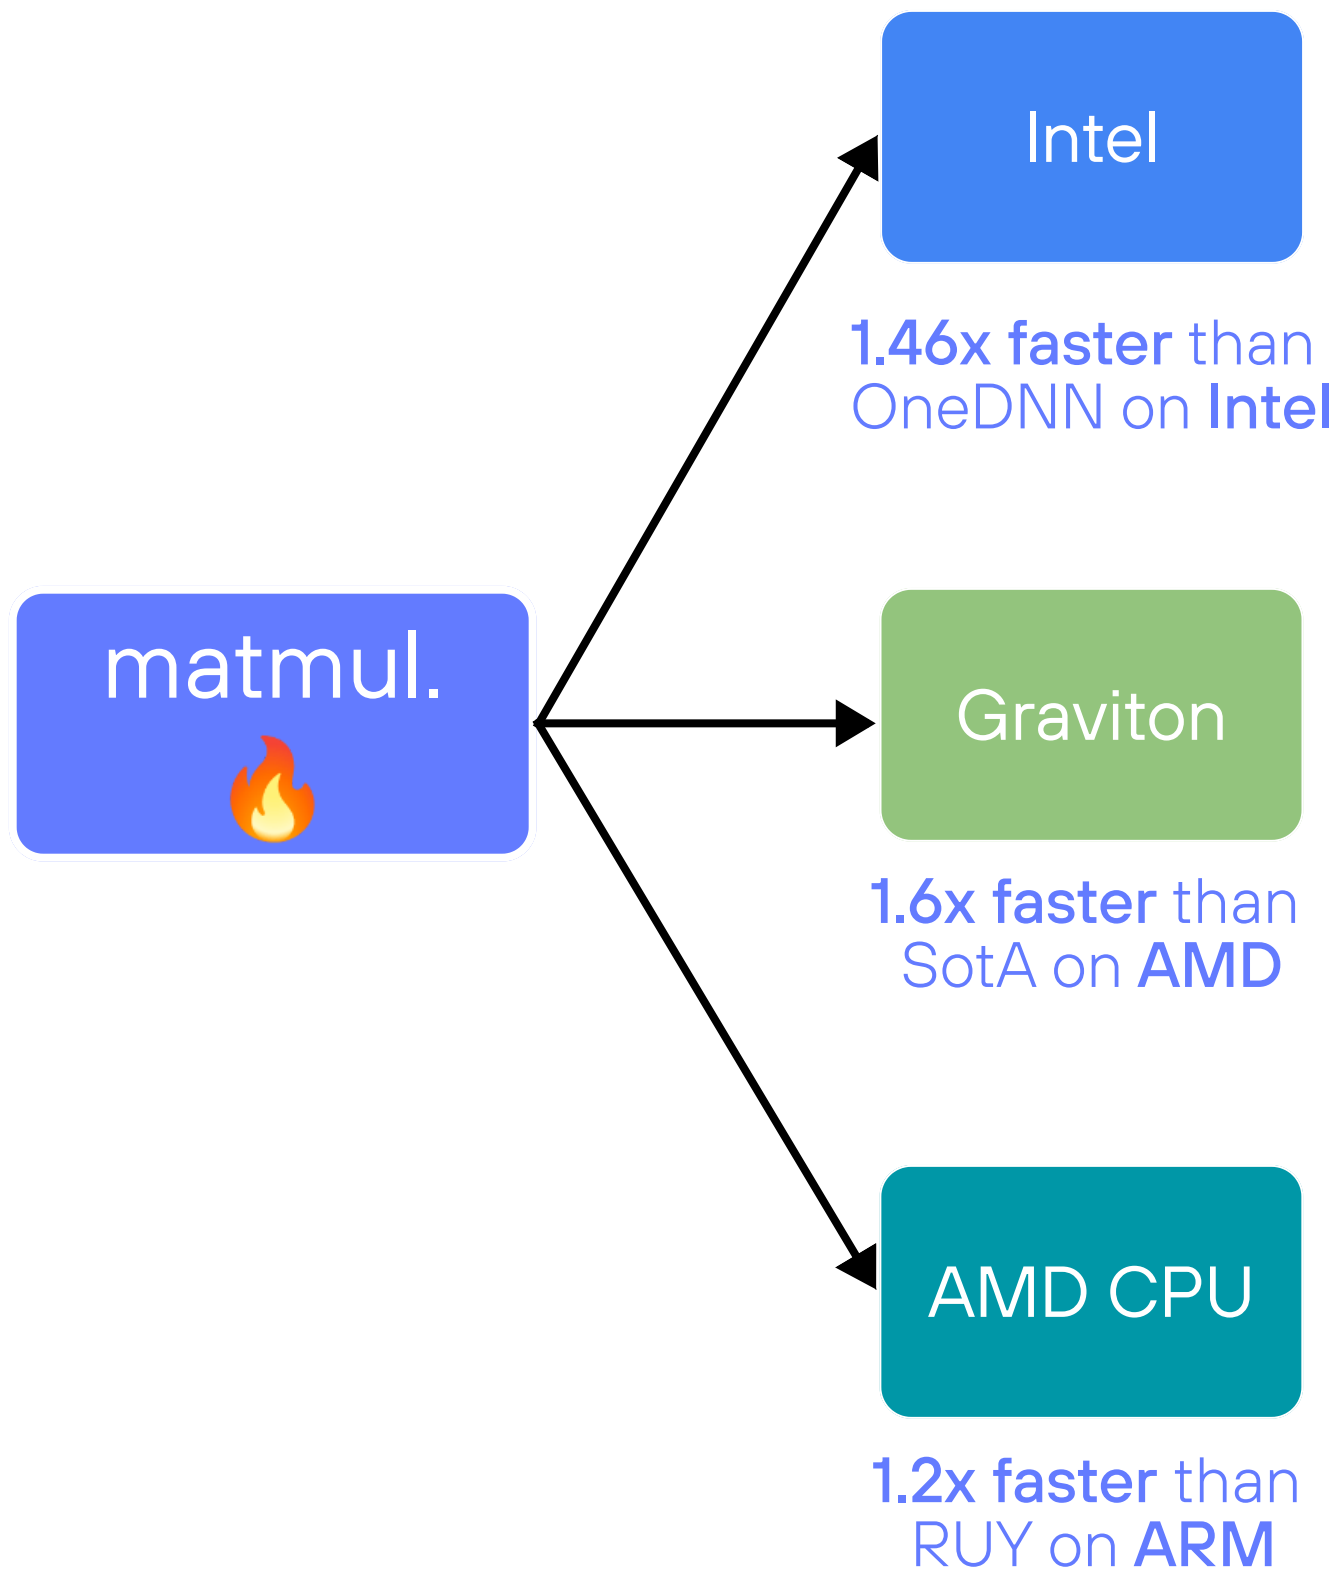 Intel
1.46x faster than
OneDNN on Intel
matmul.
🔥
Graviton
1.6x faster than
SotA on AMD
AMD CPU
1.2x faster than
RUY on ARM